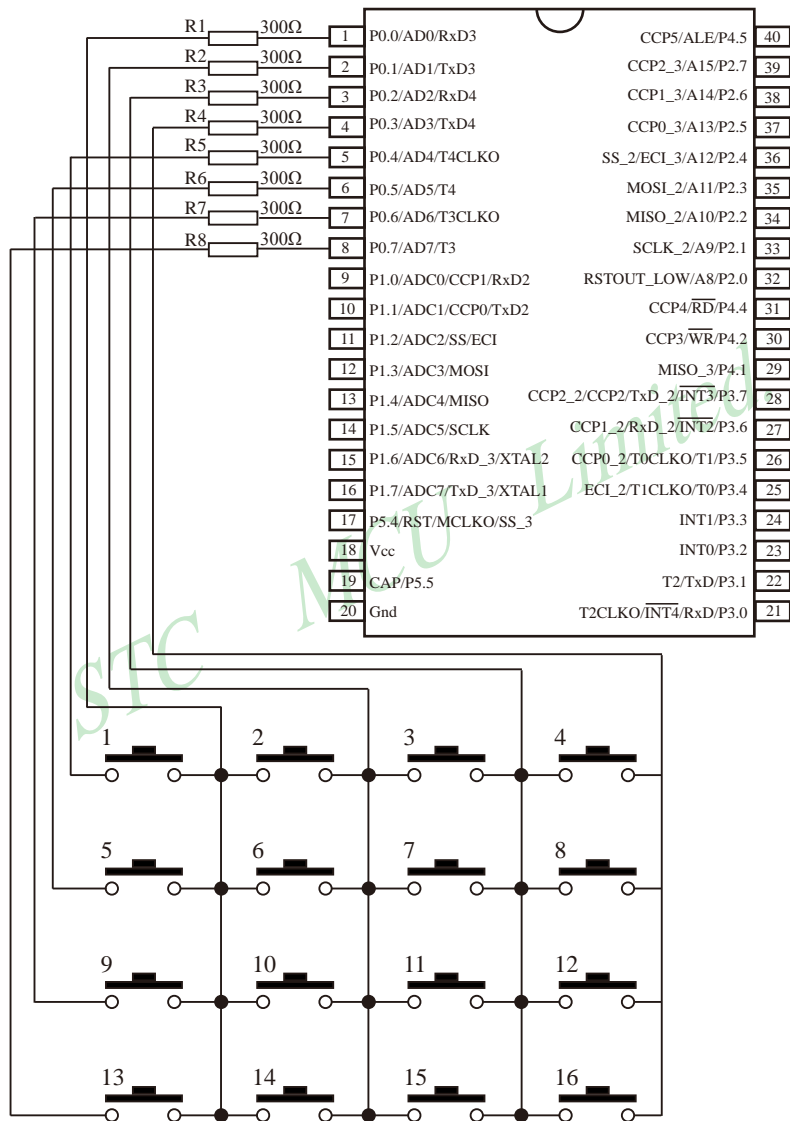 R1 300Ω 1 P0.0/AD0/RxD3 CCP5/ALE/P4.5 40
R2 300Ω 2 P0.1/AD1/TxD3 CCP2_3/A15/P2.7 39
R3 300Ω 3 P0.2/AD2/RxD4 CCP1_3/A14/P2.6 38
R4 300Ω 4 P0.3/AD3/TxD4 CCP0_3/A13/P2.5 37
R5 300Ω 5 P0.4/AD4/T4CLKO SS_2/ECI_3/A12/P2.4 36
R6 300Ω 6 P0.5/AD5/T4 MOSI_2/A11/P2.3 35
R7 300Ω 7 P0.6/AD6/T3CLKO MISO_2/A10/P2.2 34
R8 300Ω 8 P0.7/AD7/T3 SCLK_2/A9/P2.1 33
9 P1.0/ADC0/CCP1/RxD2 RSTOUT_LOW/A8/P2.0 32
10 P1.1/ADC1/CCP0/TxD2 CCP4/RD/P4.4 31
11 P1.2/ADC2/SS/ECI CCP3/WR/P4.2 30
12 P1.3/ADC3/MOSI MISO_3/P4.1 29
13 P1.4/ADC4/MISO CCP2_2/CCP2/TxD_2/INT3/P3.7 28
14 P1.5/ADC5/SCLK CCP1_2/RxD_2/INT2/P3.6 27
15 P1.6/ADC6/RxD_3/XTAL2 CCP0_2/T0CLKO/T1/P3.5 26
16 P1.7/ADC7/TxD_3/XTAL1 ECI_2/T1CLKO/T0/P3.4 25
17 P5.4/RST/MCLKO/SS_3 INT1/P3.3 24
18 Vcc INT0/P3.2 23
19 CAP/P5.5 T2/TxD/P3.1 22
20 Gnd T2CLKO/INT4/RxD/P3.0 21
STC MCU Limited.
1 2 3 4
5 6 7 8
9 10 11 12
13 14 15 16